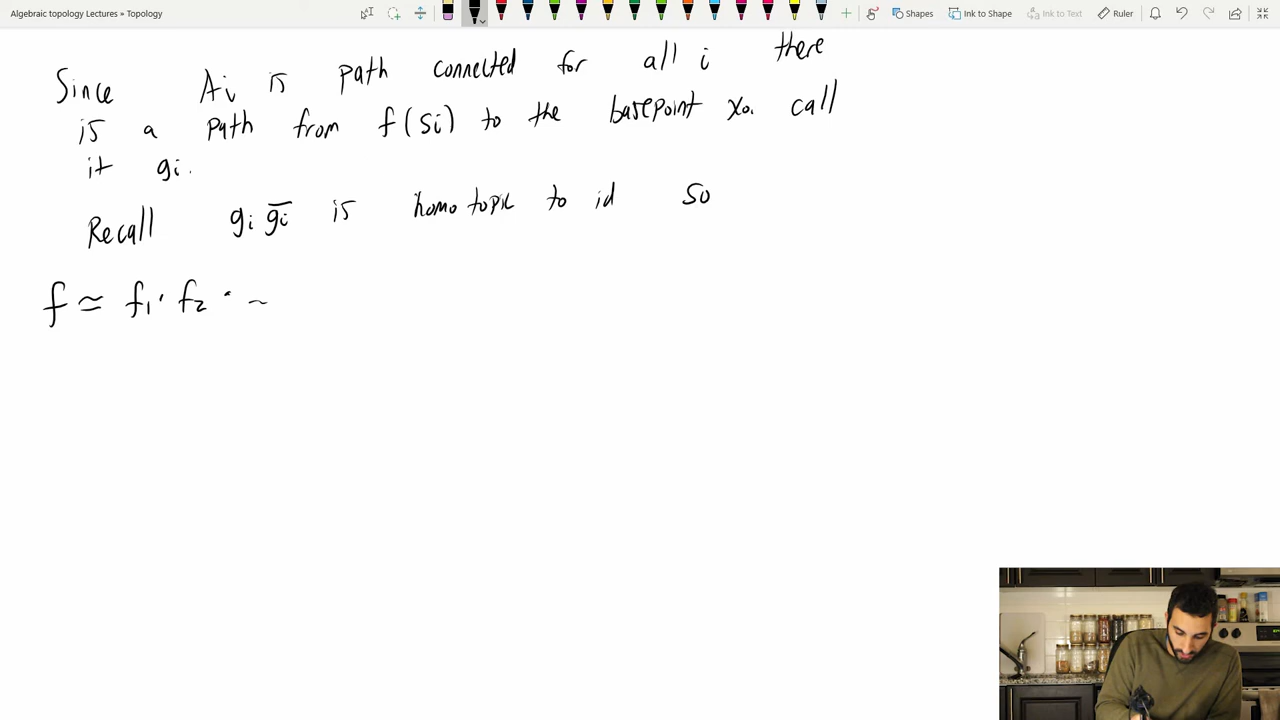 Algebraic topology Lectures » Topology
Shapes
Ink to Shape
Ink to Text
Ruler
Since Ai is path connected for all i there
is a path from f(si) to the basepoint x0. call
it gi.
Recall gi g̅i is homotopic to id so
f ≃ f1 · f2 · ~